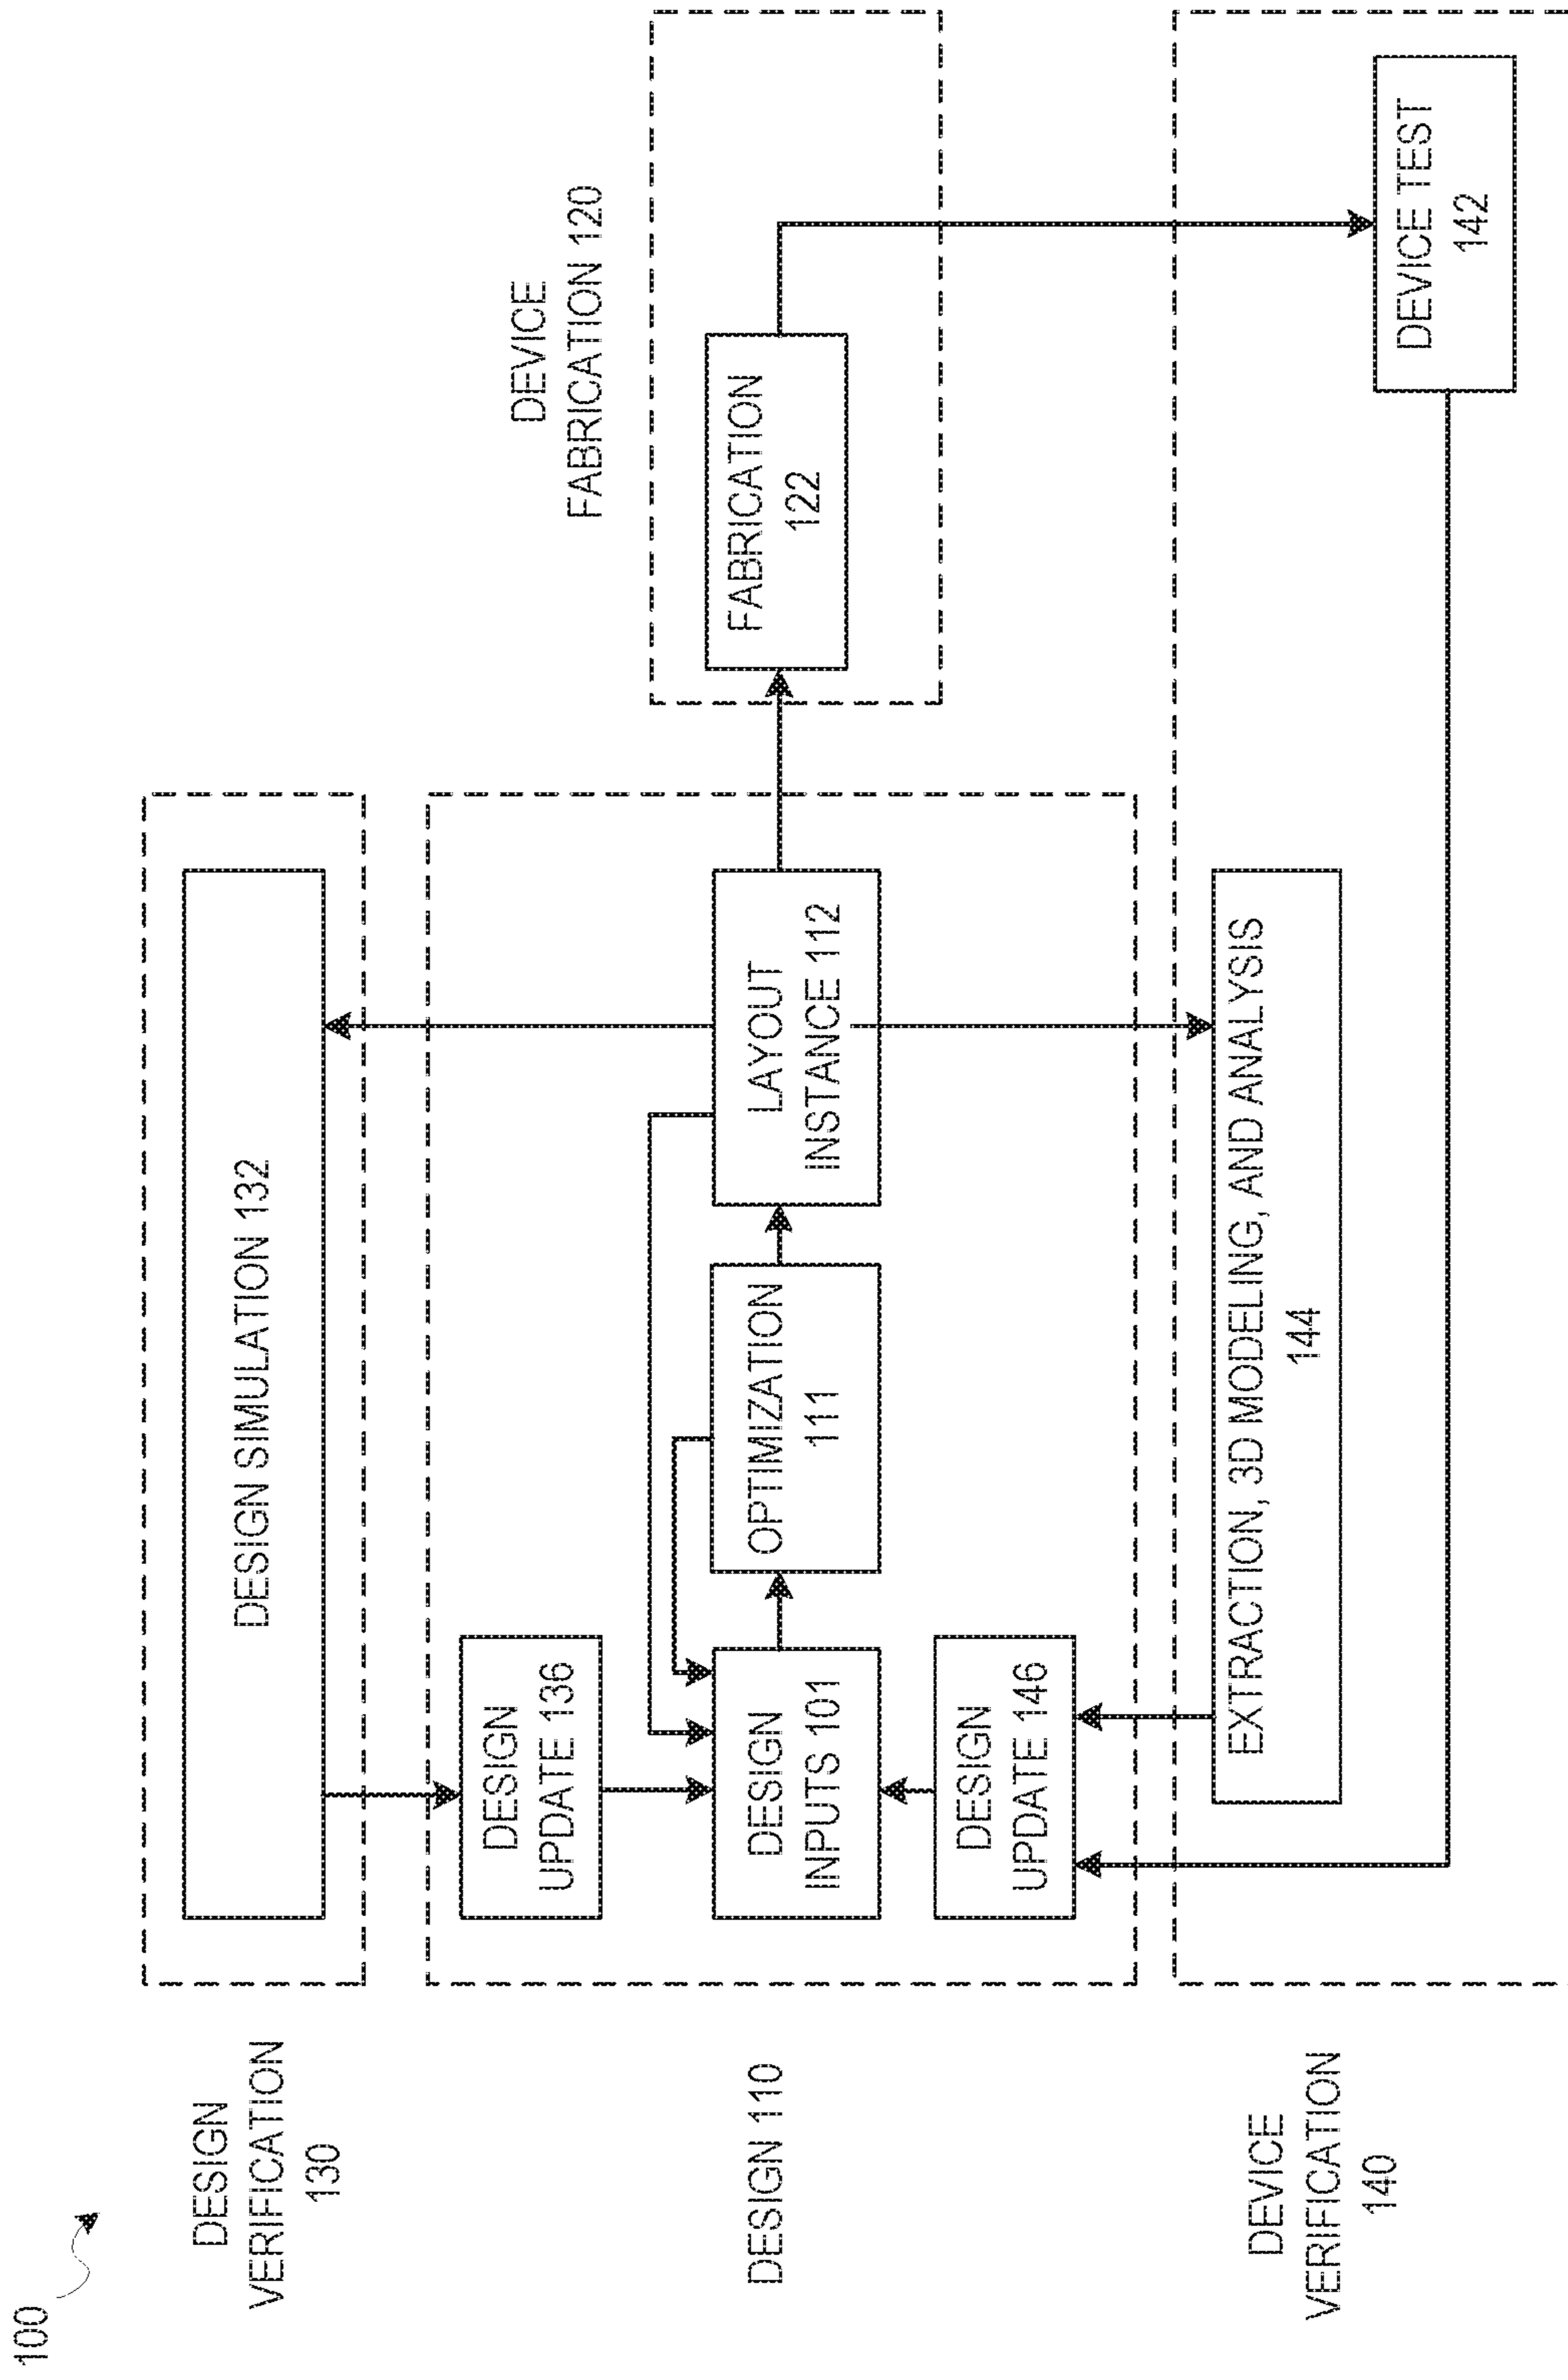 100
DESIGN
VERIFICATION
130
DESIGN SIMULATION 132
DEVICE
FABRICATION 120
DESIGN 110
DESIGN
UPDATE 136
DESIGN
INPUTS 101
OPTIMIZATION
111
LAYOUT
INSTANCE 112
FABRICATION
122
DESIGN
UPDATE 146
DEVICE
VERIFICATION
140
EXTRACTION, 3D MODELING, AND ANALYSIS
144
DEVICE TEST
142